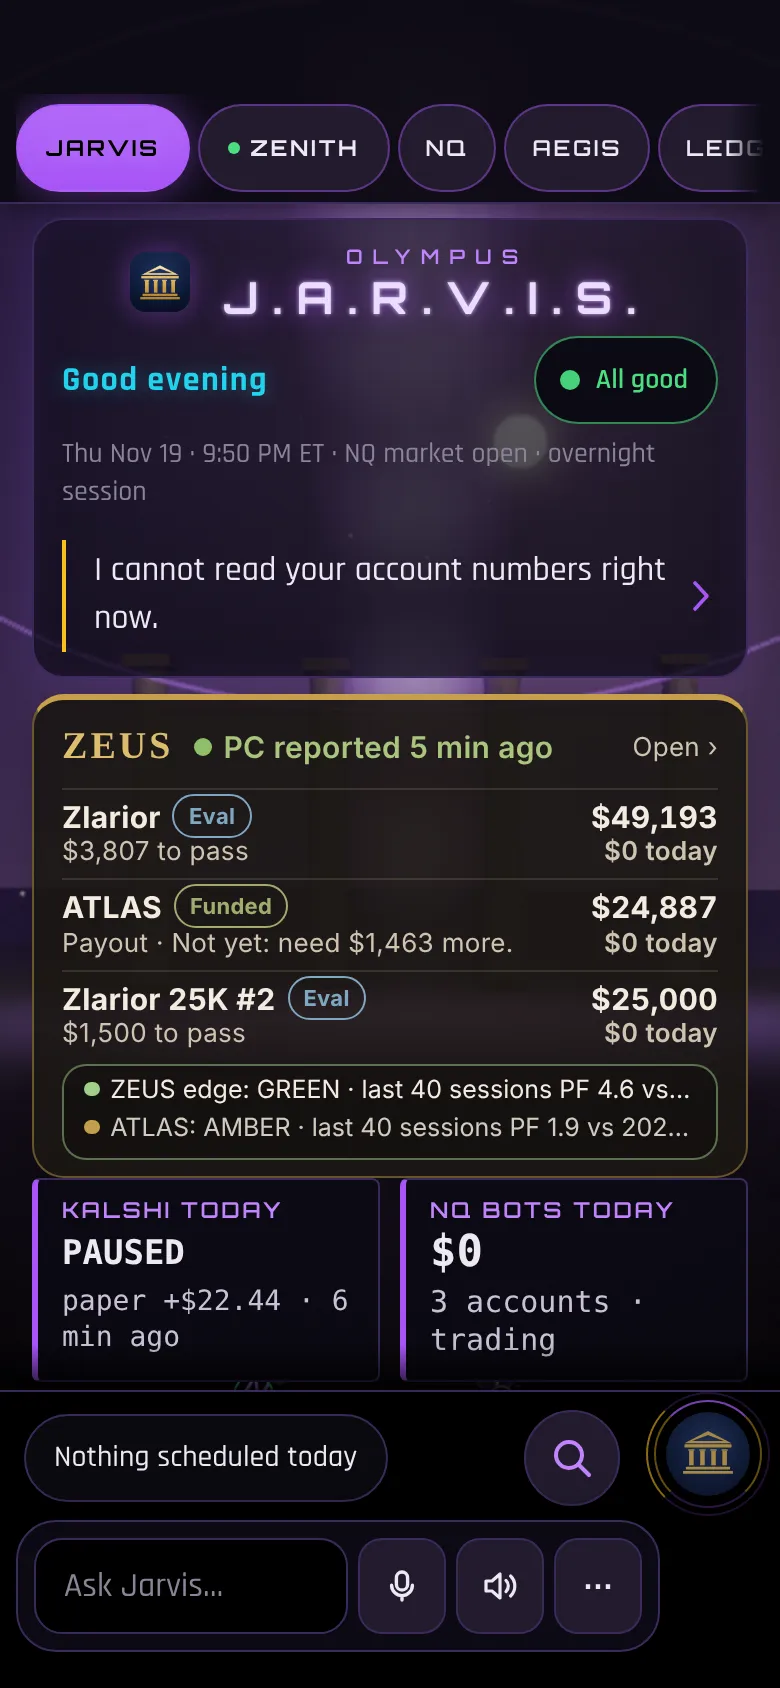 JARVIS
ZENITH
NQ
AEGIS
LEDG
OLYMPUS
J.A.R.V.I.S.
Good evening
All good
Thu Nov 19 · 9:50 PM ET · NQ market open · overnight
session
I cannot read your account numbers right
now.
ZEUS
PC reported 5 min ago
Open ›
Zlarior
Eval
$49,193
$3,807 to pass
$0 today
ATLAS
Funded
$24,887
Payout · Not yet: need $1,463 more.
$0 today
Zlarior 25K #2
Eval
$25,000
$1,500 to pass
$0 today
ZEUS edge: GREEN · last 40 sessions PF 4.6 vs...
ATLAS: AMBER · last 40 sessions PF 1.9 vs 202...
KALSHI TODAY
PAUSED
paper +$22.44 · 6
min ago
NQ BOTS TODAY
$0
3 accounts ·
trading
Nothing scheduled today
Ask Jarvis...